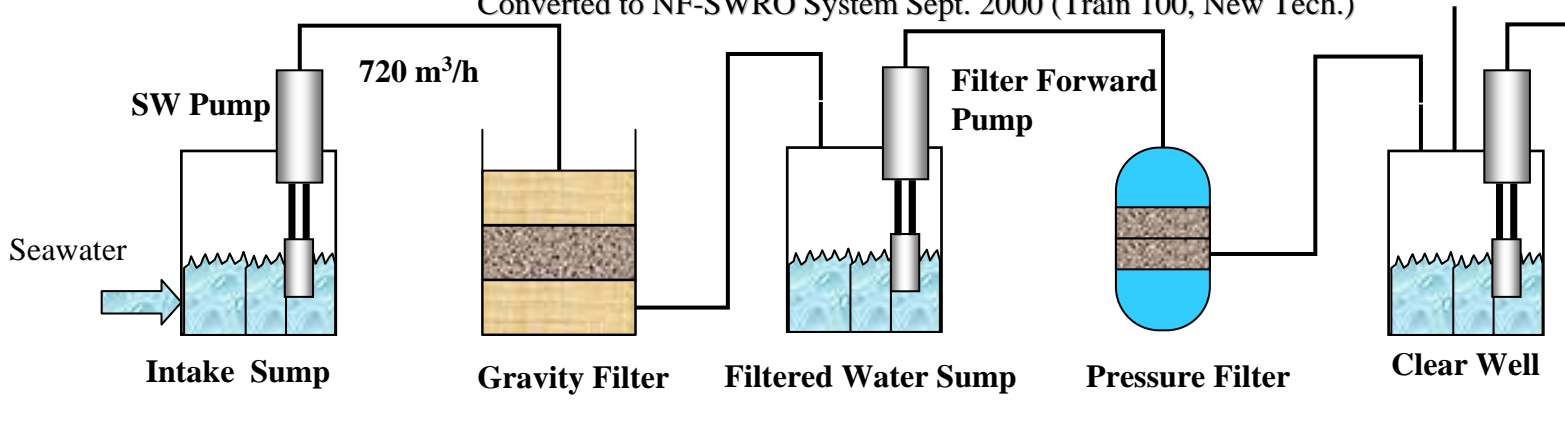 Converted to NF-SWRO System Sept. 2000 (Train 100, New Tech.)
720 m³/h
SW Pump
Filter Forward
Pump
Seawater
Intake Sump
Gravity Filter
Filtered Water Sump
Pressure Filter
Clear Well